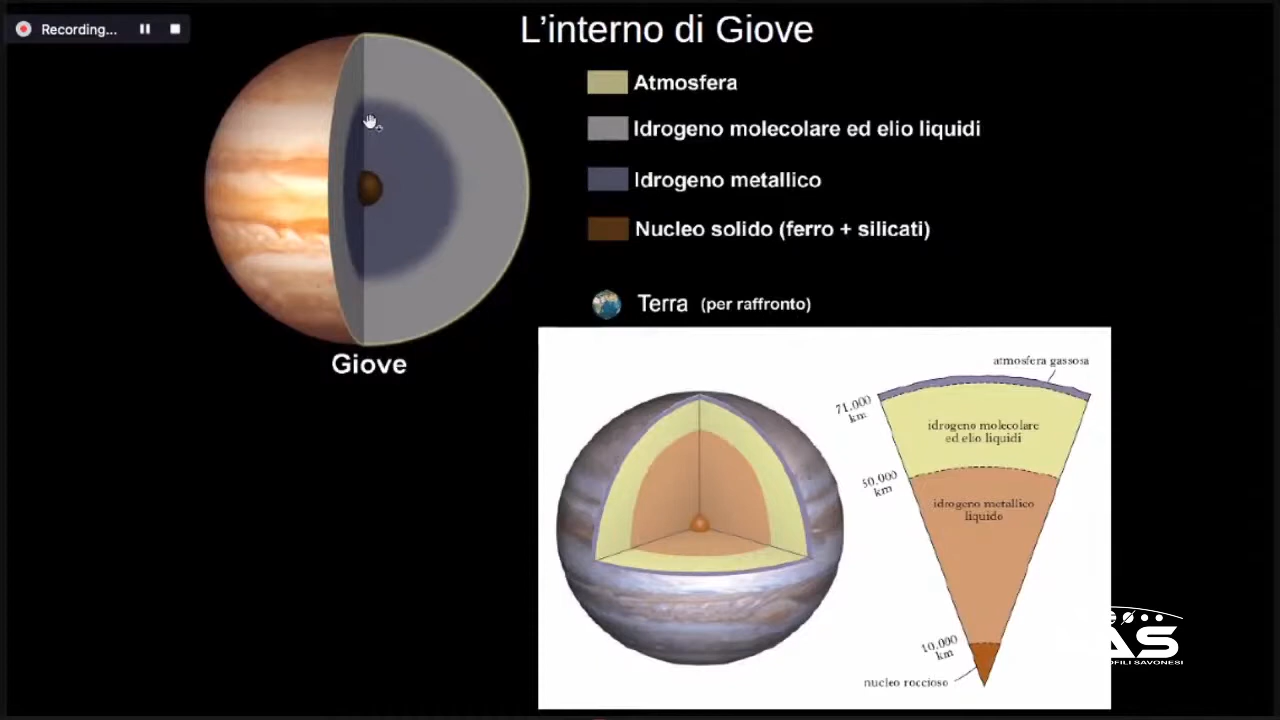 Recording...
L'interno di Giove
Atmosfera
Idrogeno molecolare ed elio liquidi
Idrogeno metallico
Nucleo solido (ferro + silicati)
Terra (per raffronto)
Giove
atmosfera gassosa
71.000
km
idrogeno molecolare
ed elio liquidi
50.000
km
idrogeno metallico
liquido
10.000
km
nucleo roccioso
AS
OFILI SAVONESI